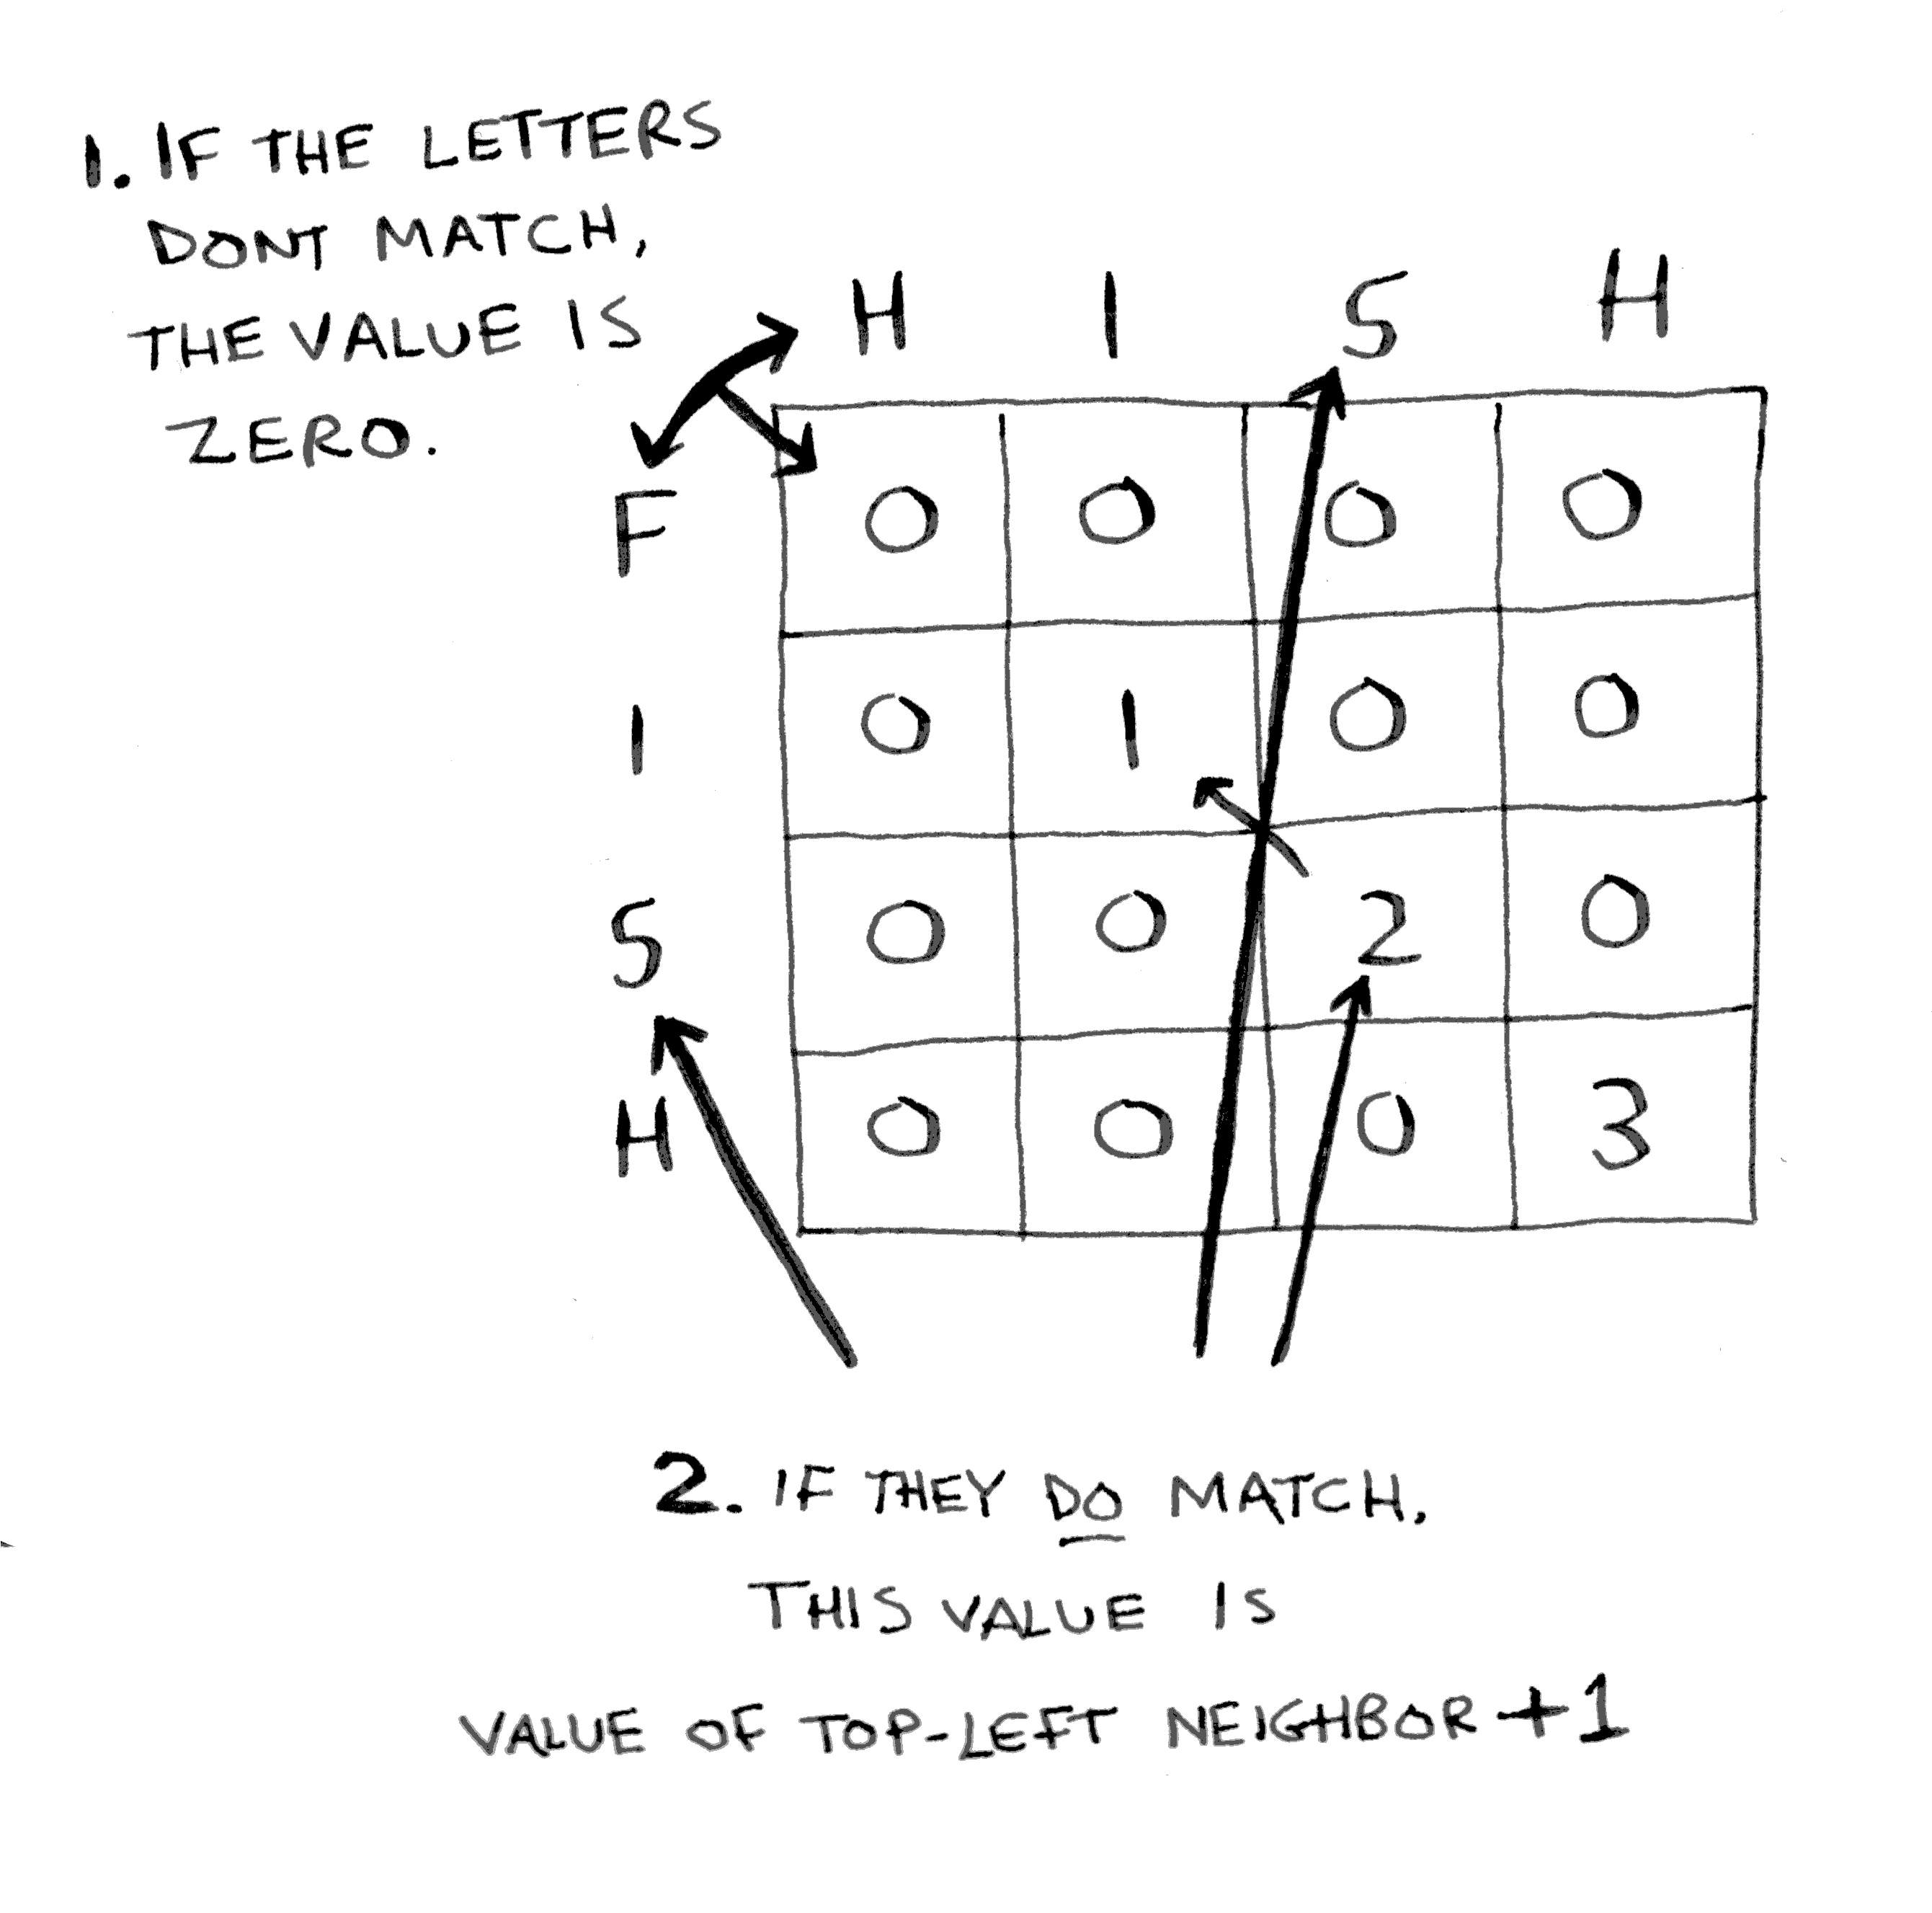 1. IF THE LETTERS
DONT MATCH,
THE VALUE IS
ZERO.
H I S H
F 0 0 0 0
I 0 1 0 0
S 0 0 2 0
H 0 0 0 3
2. IF THEY DO MATCH,
THIS VALUE IS
VALUE OF TOP-LEFT NEIGHBOR +1